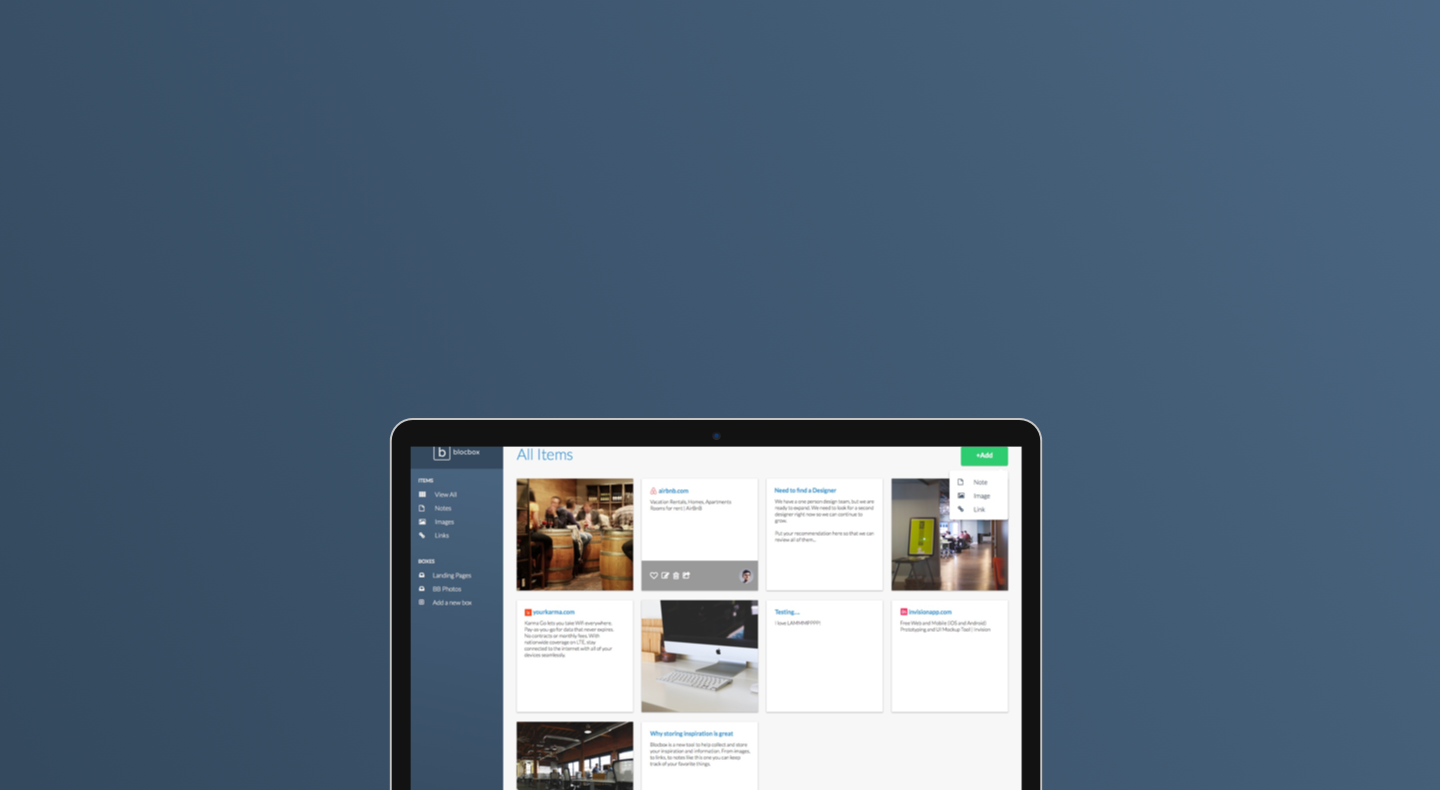 b blocbox
ITEMS
View All
Notes
Images
Links
BOXES
Landing Pages
BB Photos
Add a new box
All Items
+Add
Note
Image
Link
airbnb.com
Vacation Rentals, Homes, Apartments
Rooms for rent | AirBnB
Need to find a Designer
We have a one person design team, but we are
ready to expand. We need to look for a second
designer right now so we can continue to
grow.
Put your recommendation here so that we can
review all of them...
yourkarma.com
Karma Go lets you take Wifi everywhere.
Pay-as-you-go for data that never expires.
No contracts or monthly fees. With
nationwide coverage on LTE, stay
connected to the internet with all of your
devices seamlessly.
Testing...
I love
invisionapp.com
Free Web and Mobile (iOS and Android)
Prototyping and UI Mockup Tool | Invision
Why storing inspiration is great
Blocbox is a new tool to help collect and store
your inspiration and information. From images,
to links, to notes like this one you can keep
track of your favorite things.